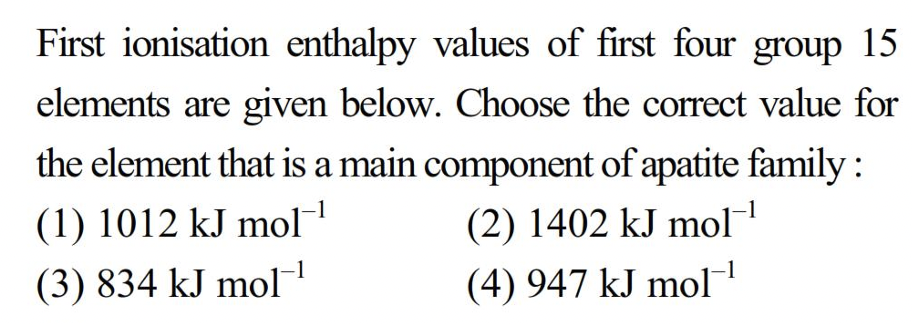 First ionisation enthalpy values of first four group 15
elements are given below. Choose the correct value for
the element that is a main component of apatite family :
(1) 1012 kJ mol⁻¹ (2) 1402 kJ mol⁻¹
(3) 834 kJ mol⁻¹ (4) 947 kJ mol⁻¹